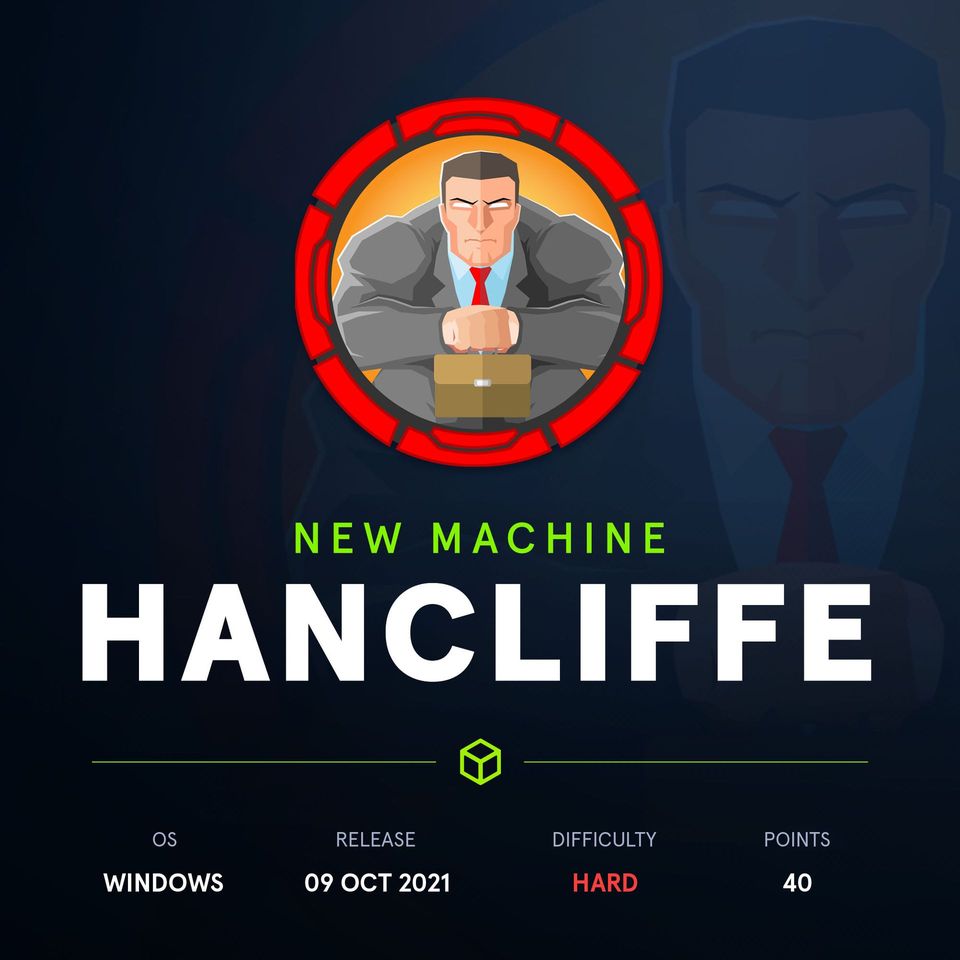 NEW MACHINE
HANCLIFFE
OS RELEASE DIFFICULTY POINTS
WINDOWS 09 OCT 2021 HARD 40